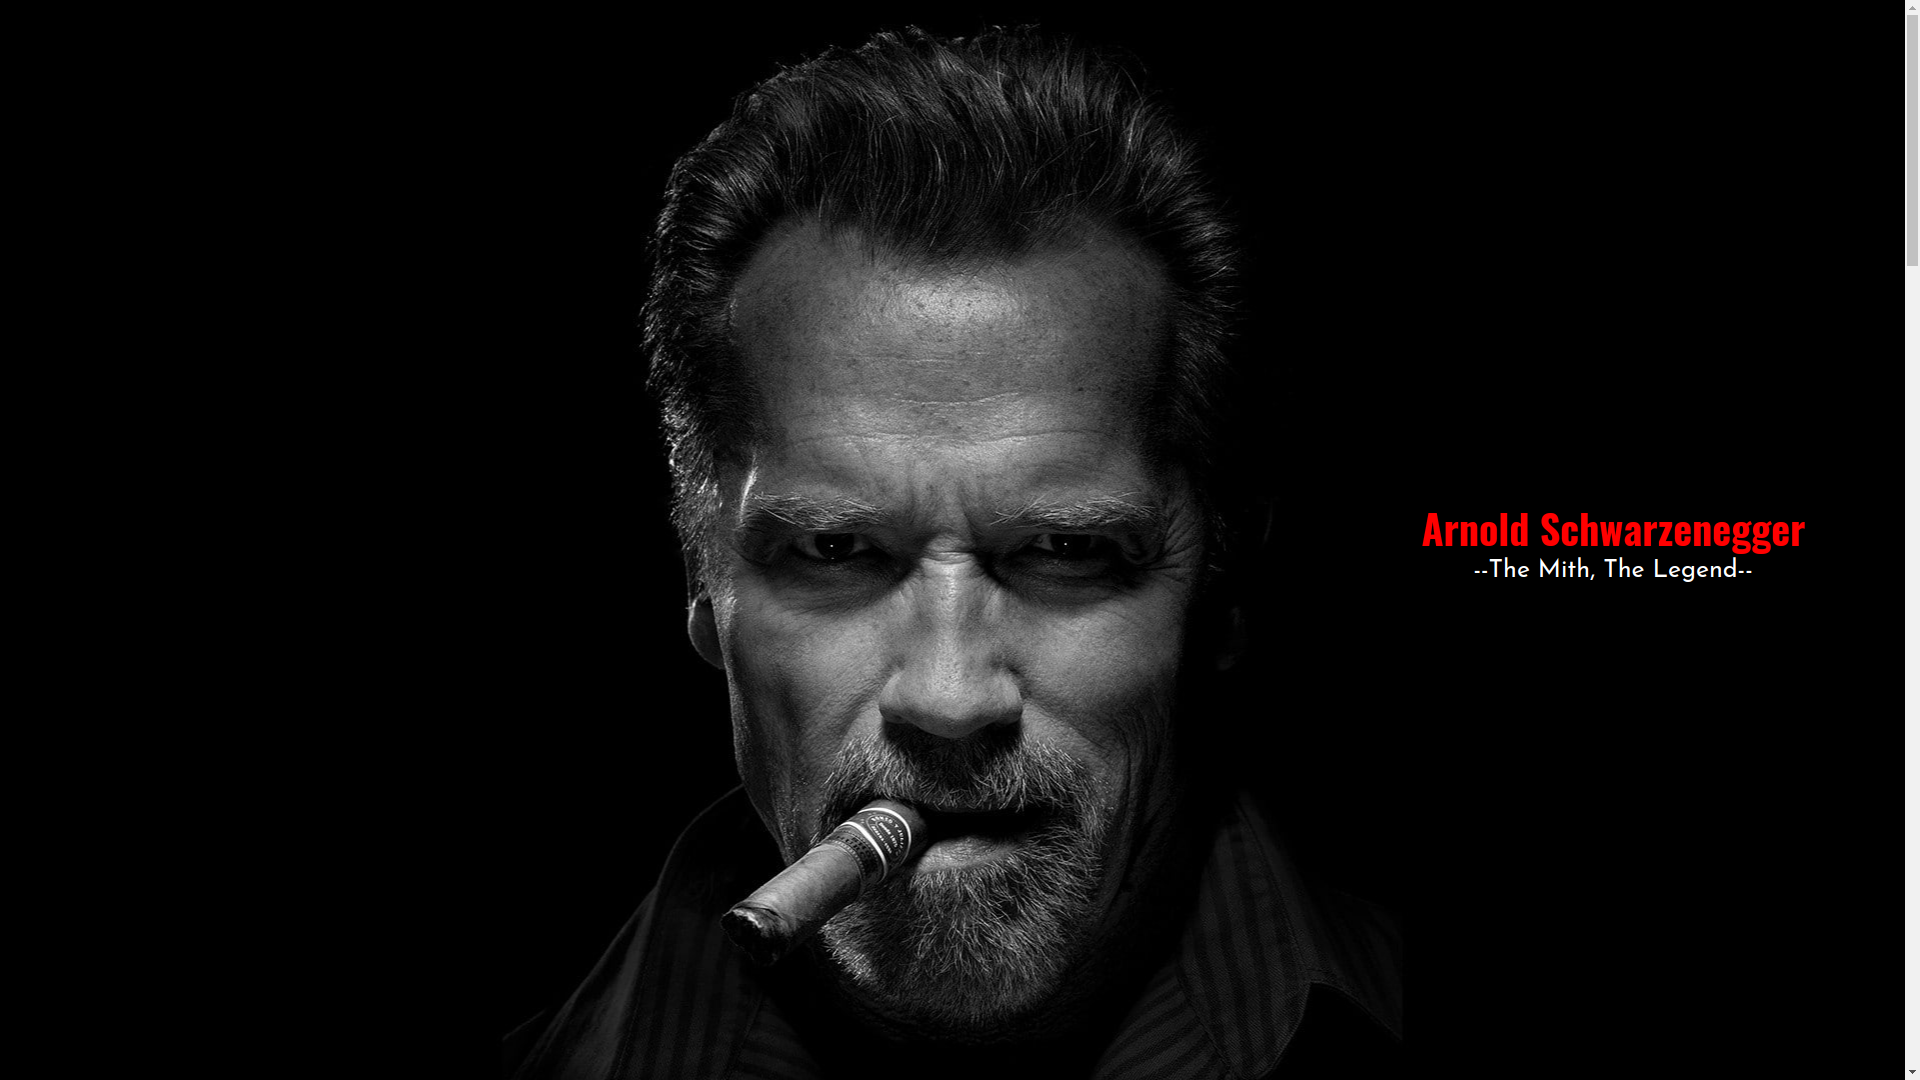 Arnold Schwarzenegger
--The Mith, The Legend--